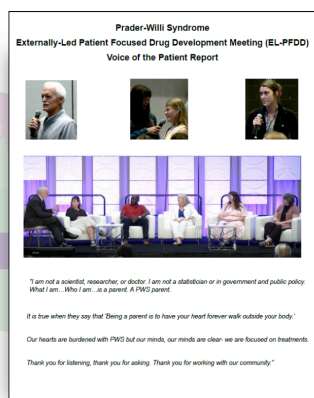 Prader-Willi Syndrome
Externally-Led Patient Focused Drug Development Meeting (EL-PFDD)
Voice of the Patient Report
"I am not a scientist, researcher, or doctor. I am not a statistician or in government and public policy.
What I am…Who I am…is a parent. A PWS parent.
It is true when they say that 'Being a parent is to have your heart forever walk outside your body.'
Our hearts are burdened with PWS but our minds, our minds are clear- we are focused on treatments.
Thank you for listening, thank you for asking. Thank you for working with our community."